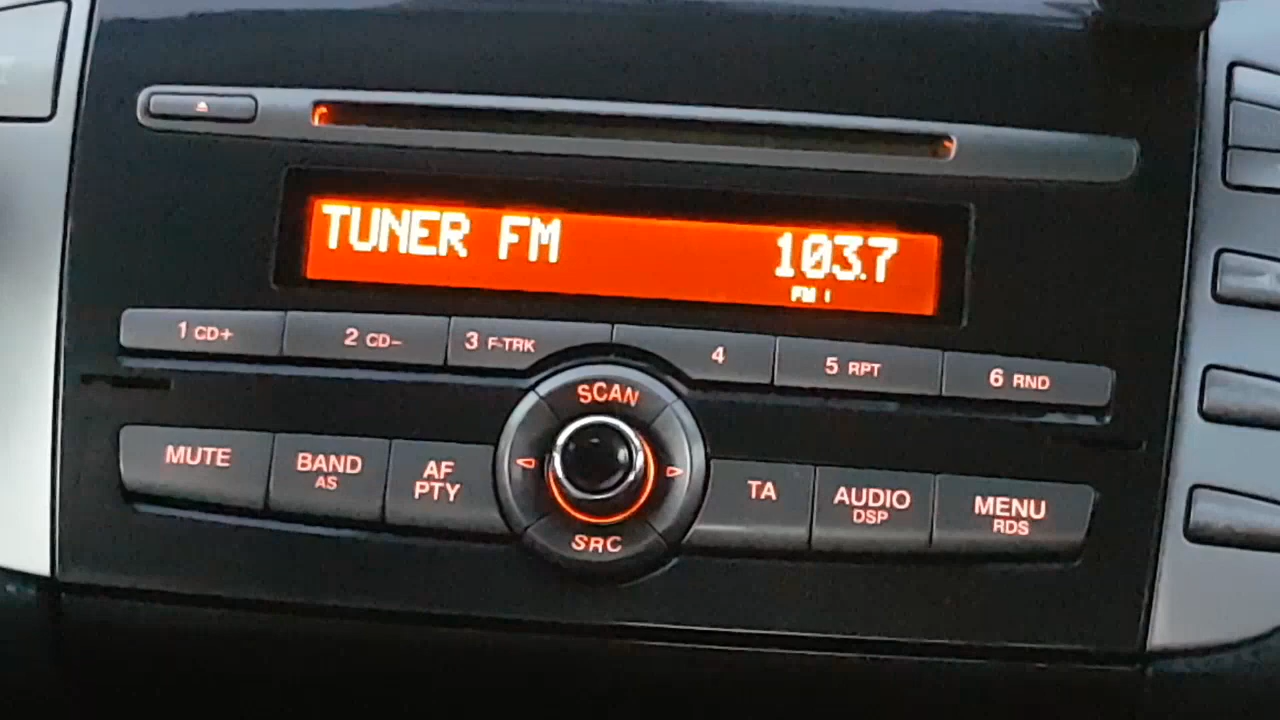 TUNER FM 103.7
FM 1
1 CD+ 2 CD- 3 F-TRK 4 5 RPT 6 RND
SCAN
MUTE BAND AS AF PTY TA AUDIO DSP MENU RDS
SRC